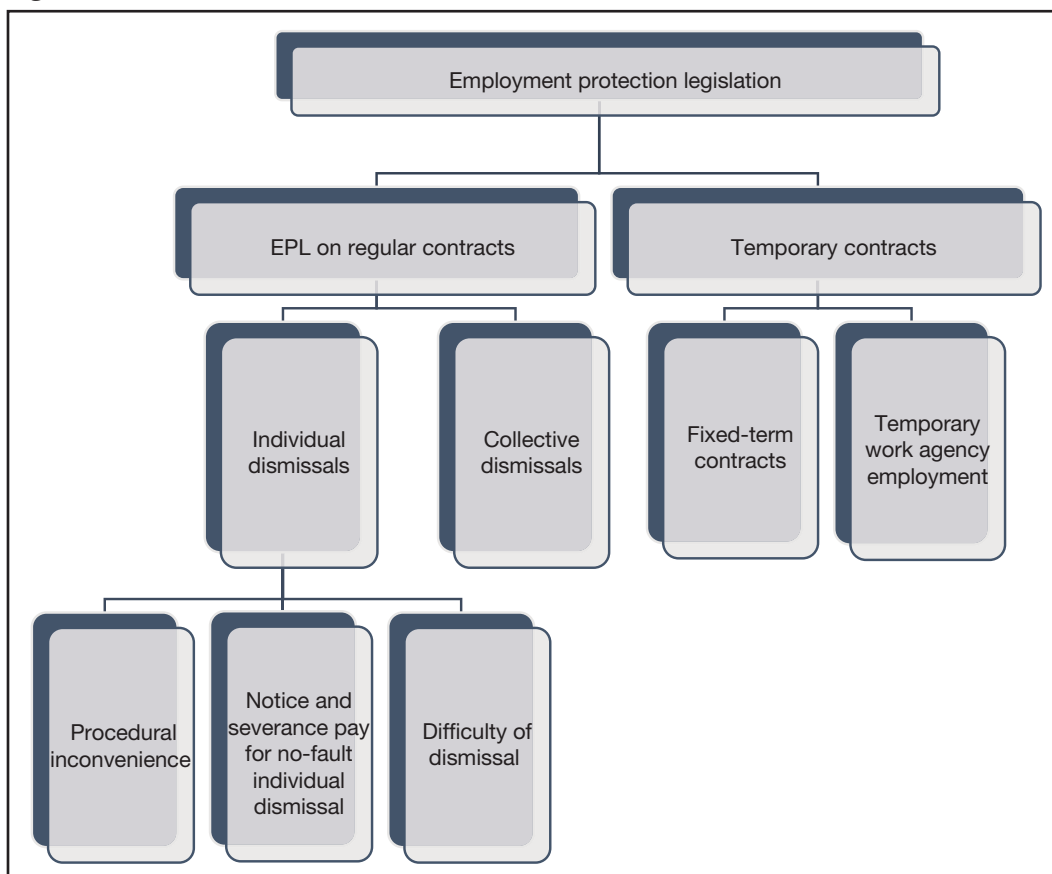 Employment protection legislation
EPL on regular contracts
Temporary contracts
Individual
dismissals
Collective
dismissals
Fixed-term
contracts
Temporary
work agency
employment
Procedural
inconvenience
Notice and
severance pay
for no-fault
individual
dismissal
Difficulty of
dismissal